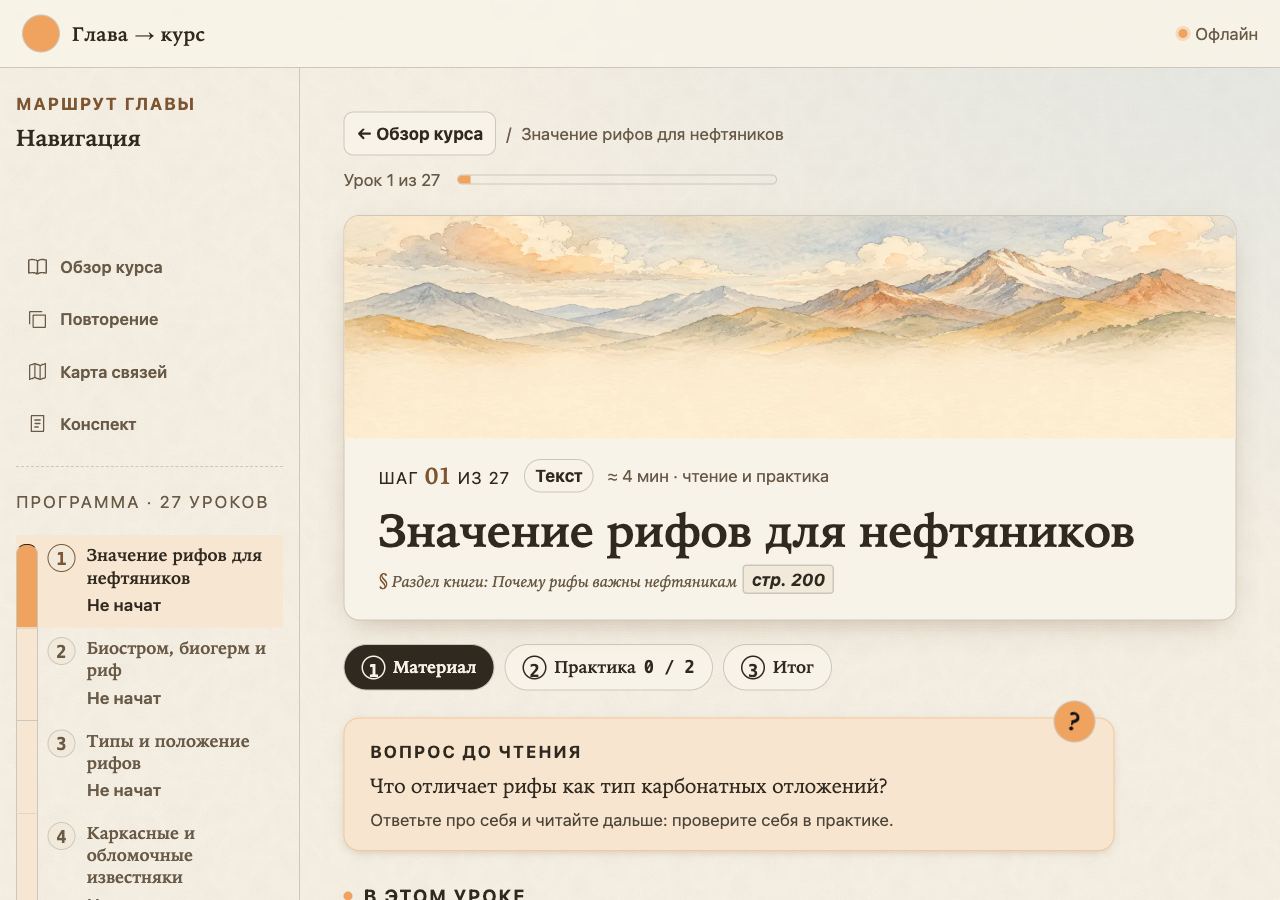 Глава → курс
Офлайн
МАРШРУТ ГЛАВЫ
Навигация
Обзор курса
Повторение
Карта связей
Конспект
ПРОГРАММА · 27 УРОКОВ
1 Значение рифов для
нефтяников
Не начат
2 Биостром, биогерм и
риф
Не начат
3 Типы и положение
рифов
Не начат
4 Каркасные и
обломочные
известняки
← Обзор курса / Значение рифов для нефтяников
Урок 1 из 27
ШАГ 01 ИЗ 27 Текст ≈ 4 мин · чтение и практика
Значение рифов для нефтяников
§ Раздел книги: Почему рифы важны нефтяникам стр. 200
1 Материал 2 Практика 0 / 2 3 Итог
?
ВОПРОС ДО ЧТЕНИЯ
Что отличает рифы как тип карбонатных отложений?
Ответьте про себя и читайте дальше: проверите себя в практике.
В ЭТОМ УРОКЕ